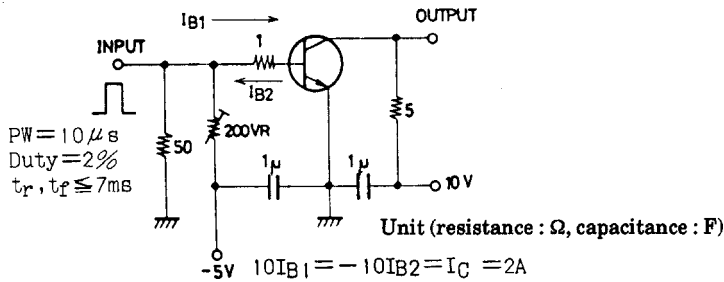 IB1
OUTPUT
INPUT
1
IB2
PW=10μs
Duty=2%
tr, tf≦7ms
50
200VR
5
1μ
1μ
10V
Unit (resistance : Ω, capacitance : F)
-5V
10IB1=-10IB2=IC=2A